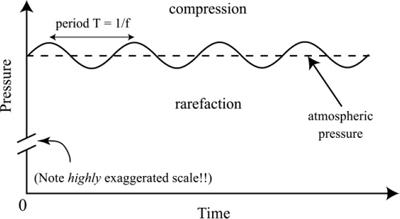 compression
period T = 1/f
Pressure
rarefaction
atmospheric
pressure
(Note highly exaggerated scale!!)
0
Time